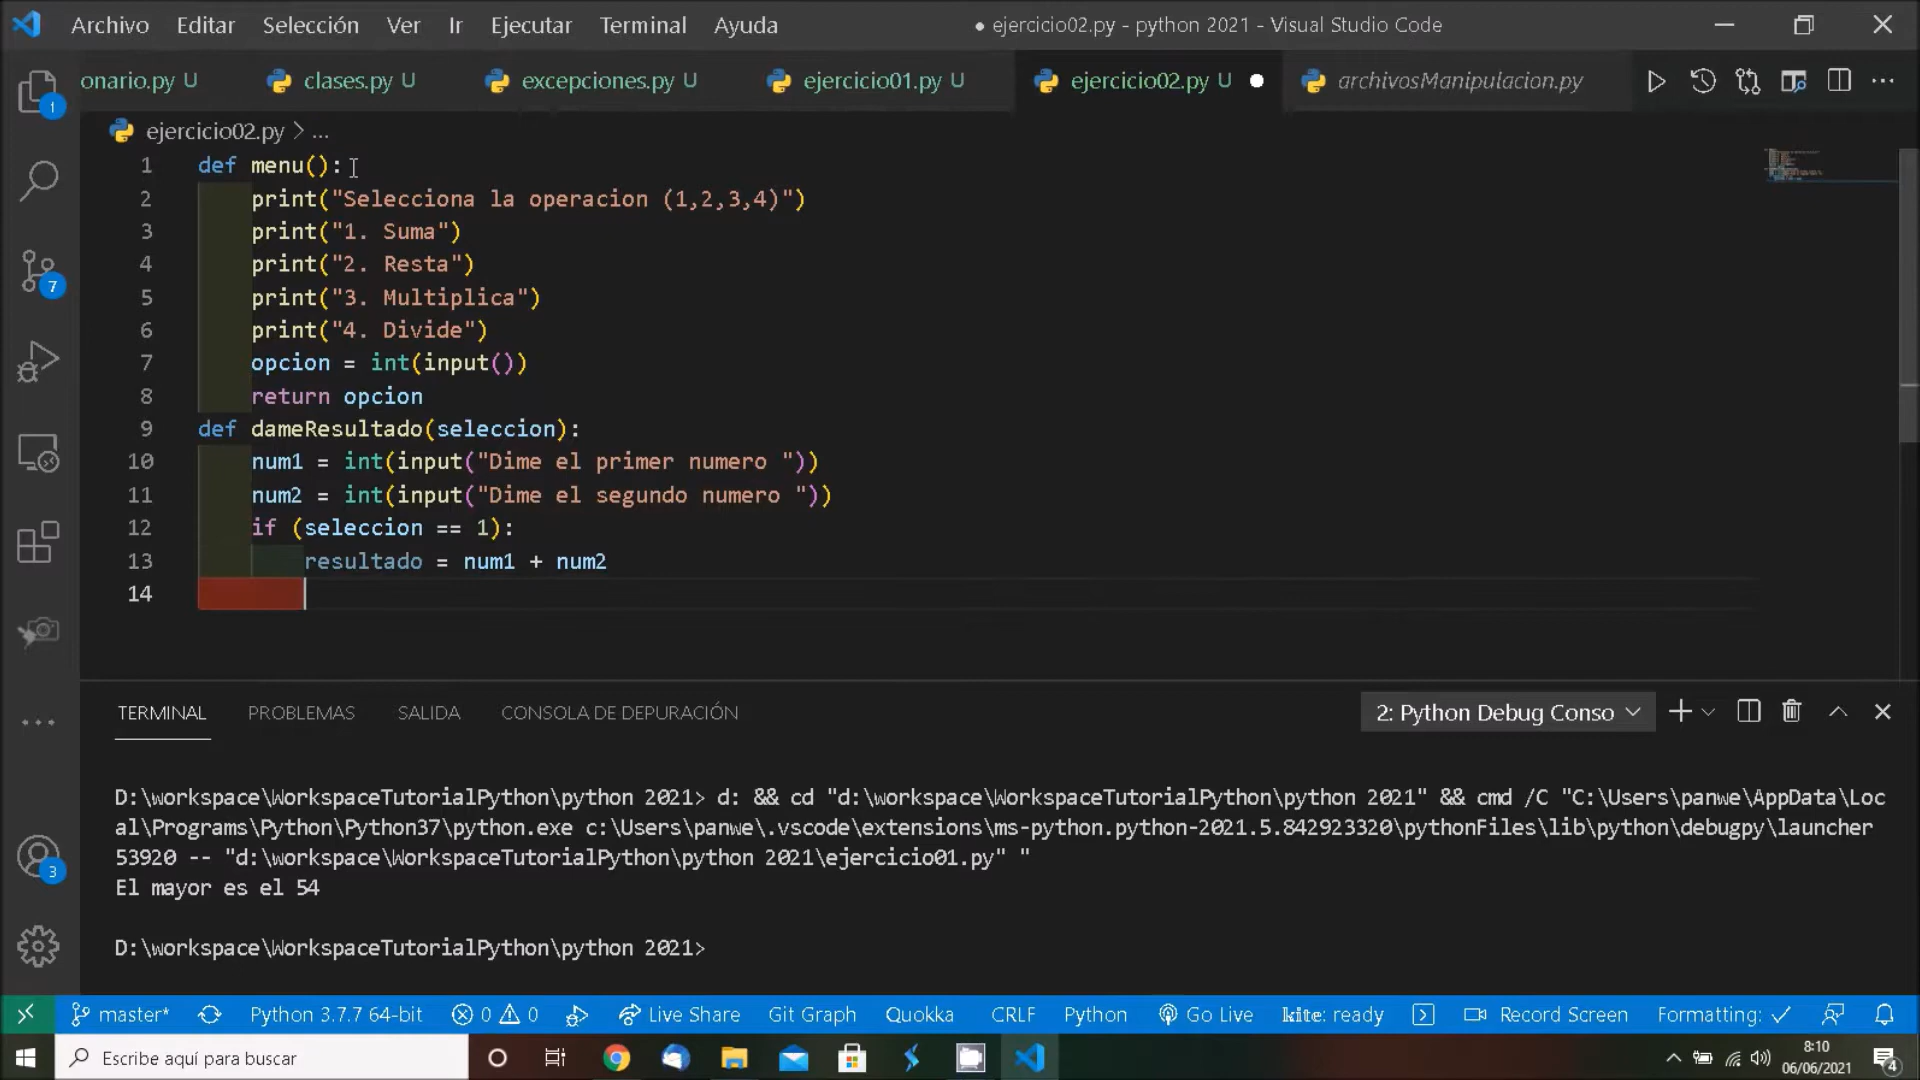 Archivo Editar Selección Ver Ir Ejecutar Terminal Ayuda ● ejercicio02.py - python 2021 - Visual Studio Code
onario.py U clases.py U excepciones.py U ejercicio01.py U ejercicio02.py U archivosManipulacion.py
ejercicio02.py > ...
1 def menu():
2 print("Selecciona la operacion (1,2,3,4)")
3 print("1. Suma")
4 print("2. Resta")
5 print("3. Multiplica")
6 print("4. Divide")
7 opcion = int(input())
8 return opcion
9 def dameResultado(seleccion):
10 num1 = int(input("Dime el primer numero "))
11 num2 = int(input("Dime el segundo numero "))
12 if (seleccion == 1):
13 resultado = num1 + num2
14
1
7
3
TERMINAL PROBLEMAS SALIDA CONSOLA DE DEPURACIÓN 2: Python Debug Conso
D:\workspace\WorkspaceTutorialPython\python 2021> d: && cd "d:\workspace\WorkspaceTutorialPython\python 2021" && cmd /C "C:\Users\panwe\AppData\Loc
al\Programs\Python\Python37\python.exe c:\Users\panwe\.vscode\extensions\ms-python.python-2021.5.842923320\pythonFiles\lib\python\debugpy\launcher
53920 -- "d:\workspace\WorkspaceTutorialPython\python 2021\ejercicio01.py" "
El mayor es el 54
D:\workspace\WorkspaceTutorialPython\python 2021>
master* Python 3.7.7 64-bit 0 0 Live Share Git Graph Quokka CRLF Python Go Live kite: ready Record Screen Formatting: ✓
Escribe aquí para buscar
8:10
06/06/2021
4